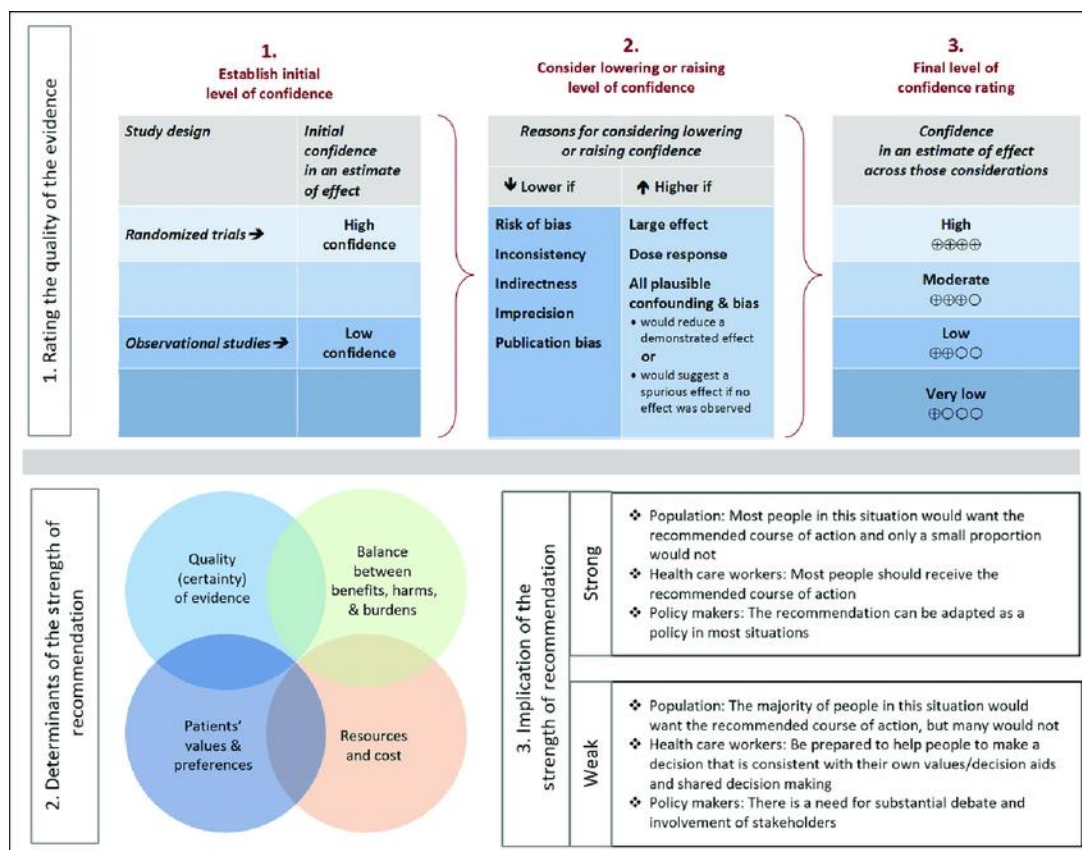 1. Rating the quality of the evidence
1.
Establish initial
level of confidence
Study design
Initial
confidence
in an estimate
of effect
Randomized trials ➔
High
confidence
Observational studies ➔
Low
confidence
2.
Consider lowering or raising
level of confidence
Reasons for considering lowering
or raising confidence
🡇 Lower if
🡅 Higher if
Risk of bias
Inconsistency
Indirectness
Imprecision
Publication bias
Large effect
Dose response
All plausible
confounding & bias
• would reduce a
demonstrated effect
or
• would suggest a
spurious effect if no
effect was observed
3.
Final level of
confidence rating
Confidence
in an estimate of effect
across those considerations
High
⊕⊕⊕⊕
Moderate
⊕⊕⊕○
Low
⊕⊕○○
Very low
⊕○○○
2. Determinants of the strength of
recommendation
Quality
(certainty)
of evidence
Balance
between
benefits, harms,
& burdens
Patients'
values &
preferences
Resources
and cost
3. Implication of the
strength of recommendation
Strong
❖ Population: Most people in this situation would want the
recommended course of action and only a small proportion
would not
❖ Health care workers: Most people should receive the
recommended course of action
❖ Policy makers: The recommendation can be adapted as a
policy in most situations
Weak
❖ Population: The majority of people in this situation would
want the recommended course of action, but many would not
❖ Health care workers: Be prepared to help people to make a
decision that is consistent with their own values/decision aids
and shared decision making
❖ Policy makers: There is a need for substantial debate and
involvement of stakeholders